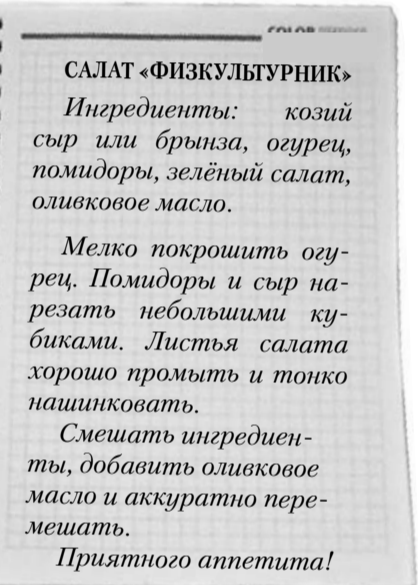 COLOR
САЛАТ «ФИЗКУЛЬТУРНИК»
Ингредиенты: козий
сыр или брынза, огурец,
помидоры, зелёный салат,
оливковое масло.
Мелко покрошить огу-
рец. Помидоры и сыр на-
резать небольшими ку-
биками. Листья салата
хорошо промыть и тонко
нашинковать.
Смешать ингредиен-
ты, добавить оливковое
масло и аккуратно пере-
мешать.
Приятного аппетита!